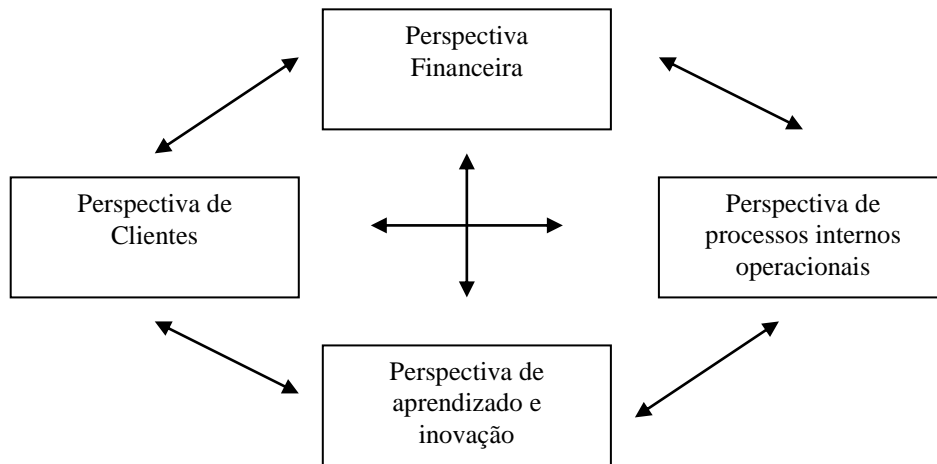 Perspectiva
Financeira
Perspectiva de
Clientes
Perspectiva de
processos internos
operacionais
Perspectiva de
aprendizado e
inovação